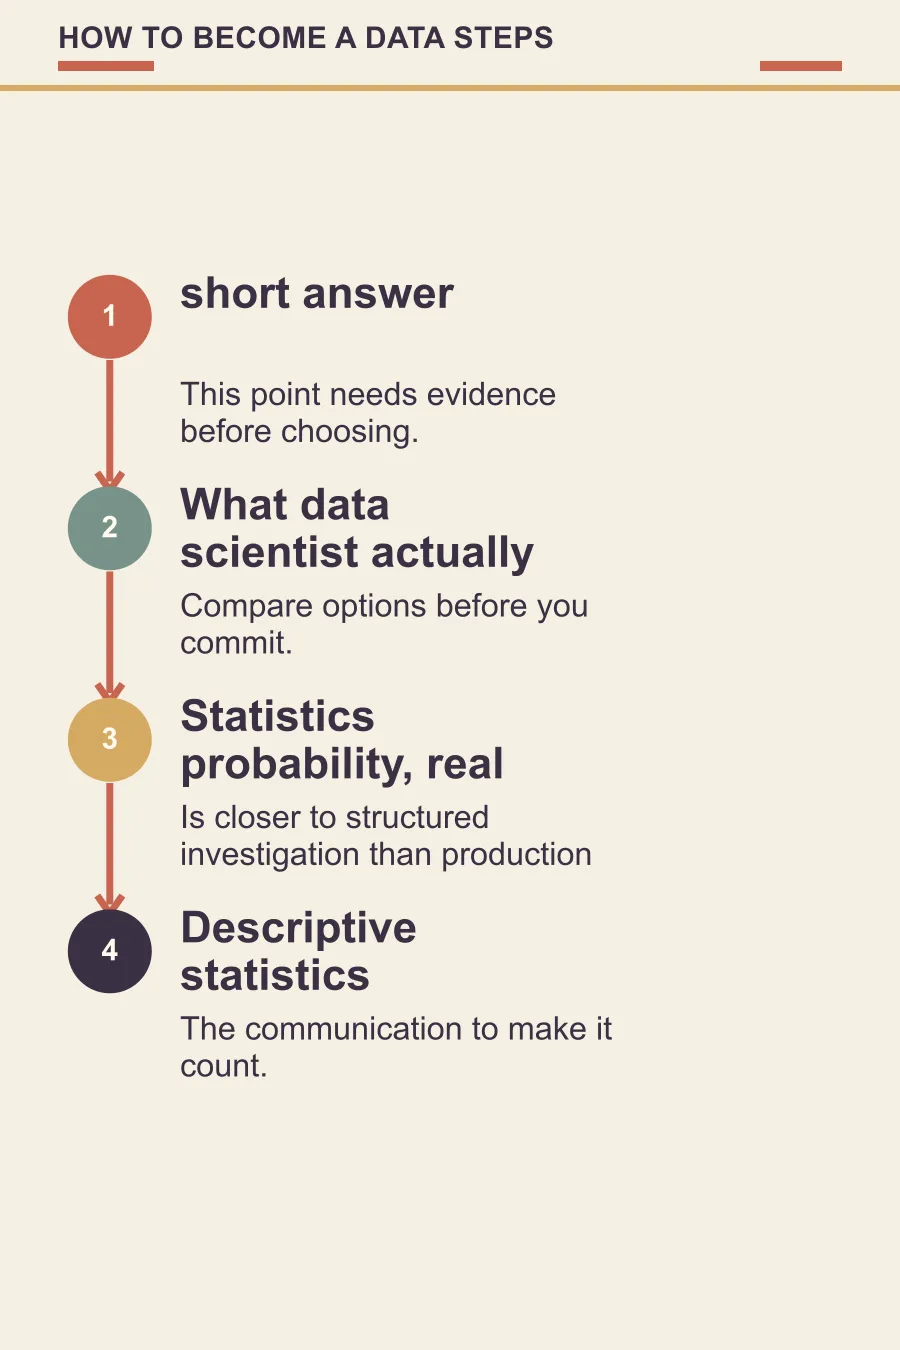 HOW TO BECOME A DATA STEPS
1
short answer
This point needs evidence
before choosing.
2
What data
scientist actually
Compare options before you
commit.
3
Statistics
probability, real
Is closer to structured
investigation than production
4
Descriptive
statistics
The communication to make it
count.